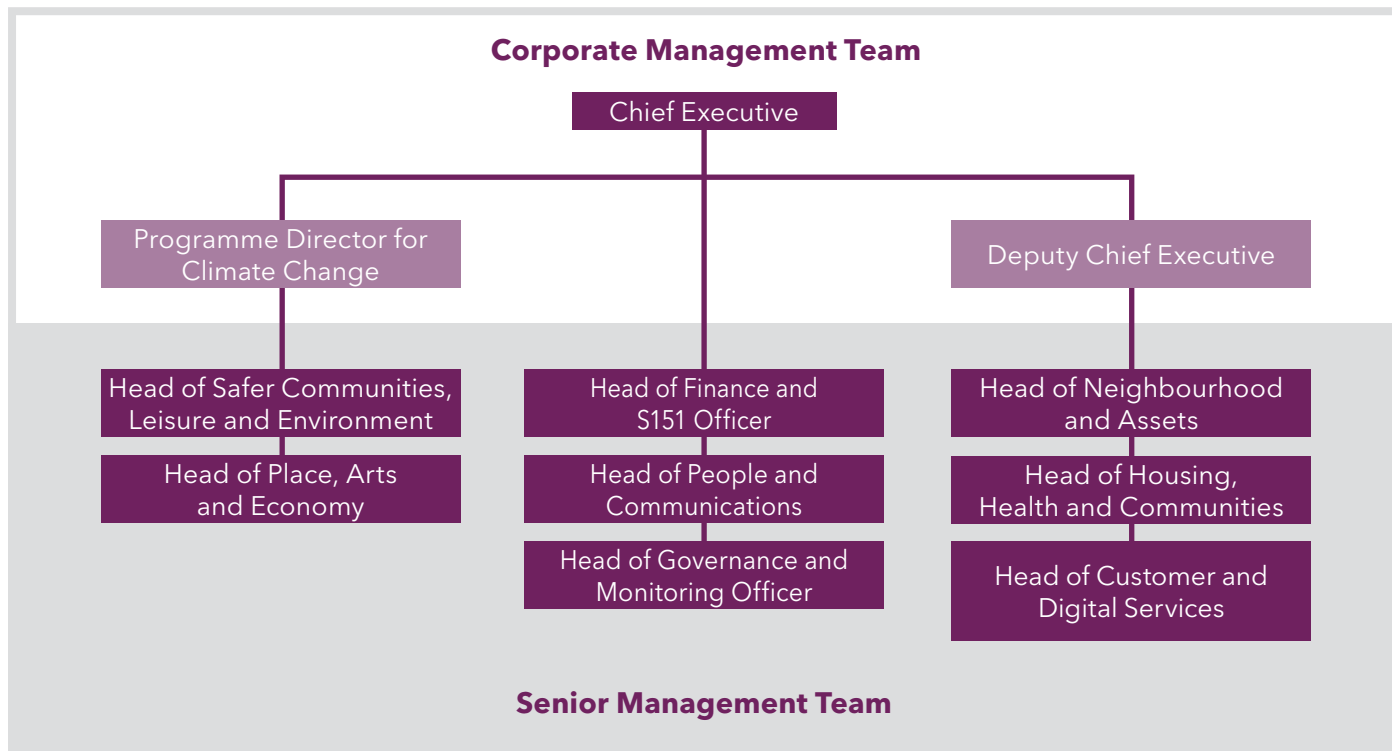 Corporate Management Team
Chief Executive
Programme Director for
Climate Change
Deputy Chief Executive
Head of Safer Communities,
Leisure and Environment
Head of Place, Arts
and Economy
Head of Finance and
S151 Officer
Head of People and
Communications
Head of Governance and
Monitoring Officer
Head of Neighbourhood
and Assets
Head of Housing,
Health and Communities
Head of Customer and
Digital Services
Senior Management Team